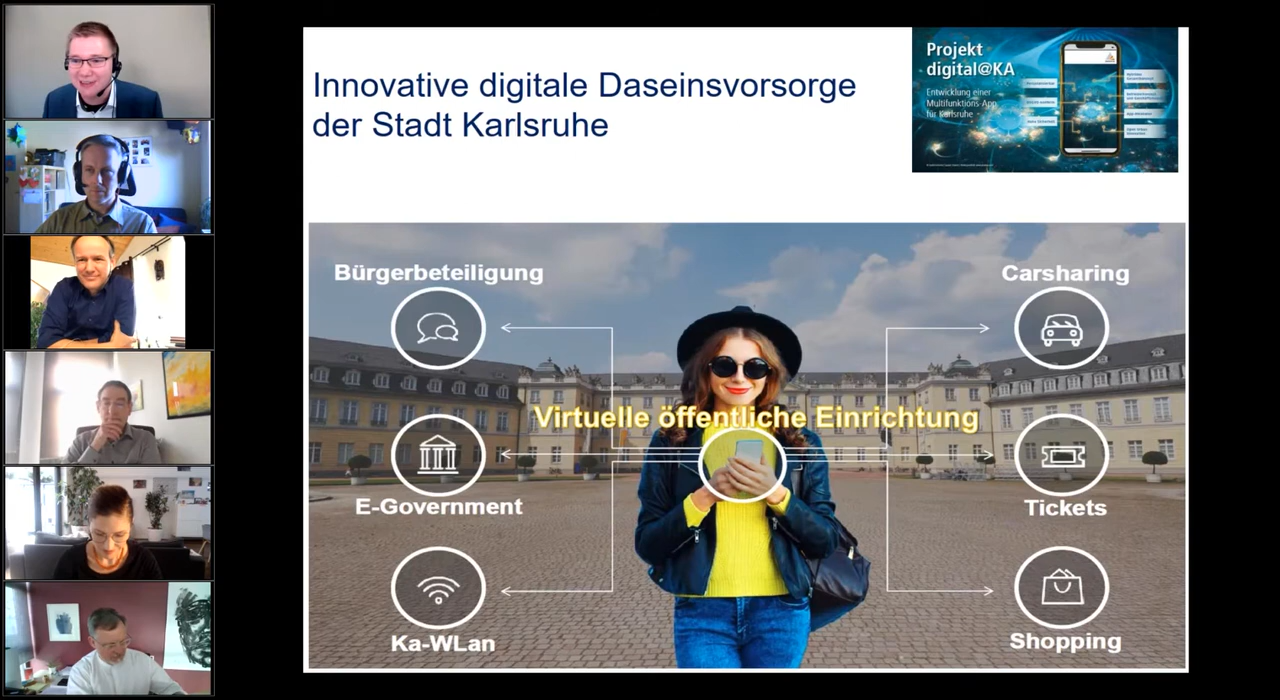 Innovative digitale Daseinsvorsorge
der Stadt Karlsruhe
Projekt
digital@KA
Entwicklung einer
Multifunktions-App
für Karlsruhe
Bürgerbeteiligung
Carsharing
Virtuelle öffentliche Einrichtung
E-Government
Tickets
Ka-WLan
Shopping